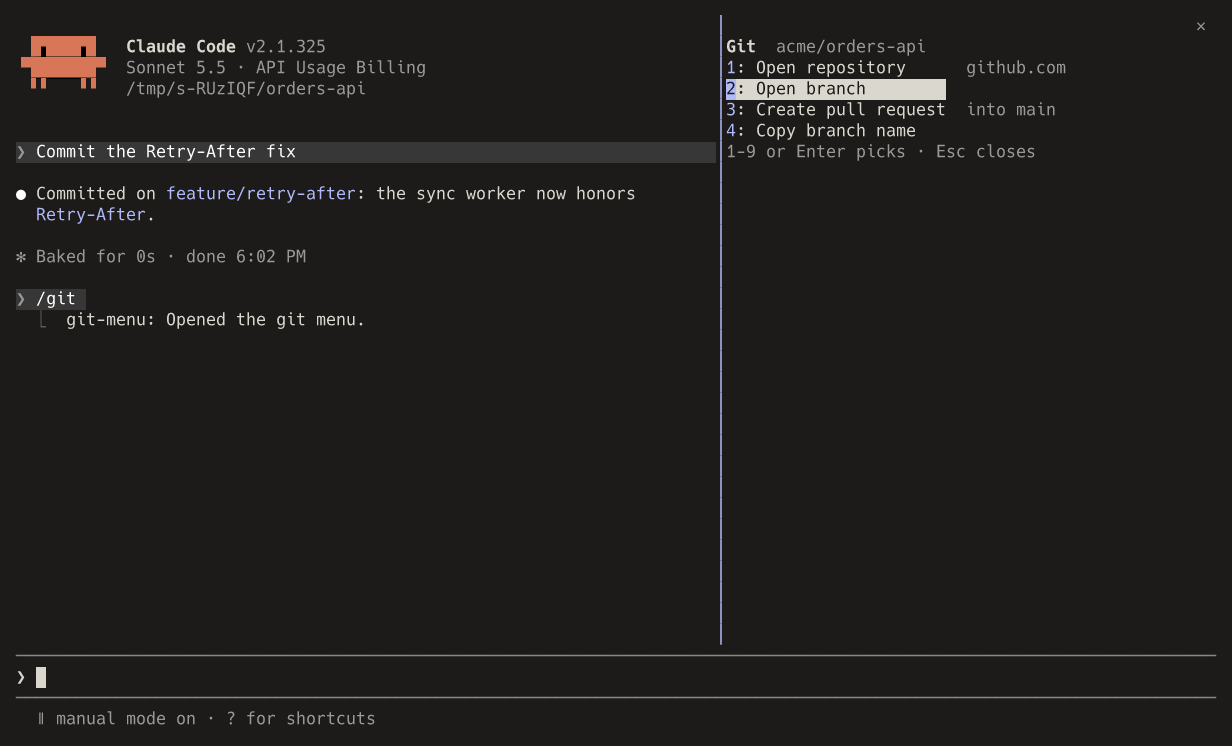 Claude Code v2.1.325
Sonnet 5.5 · API Usage Billing
/tmp/s-RUzIQF/orders-api
❯ Commit the Retry-After fix
● Committed on feature/retry-after: the sync worker now honors
Retry-After.
✻ Baked for 0s · done 6:02 PM
❯ /git
⎿ git-menu: Opened the git menu.
×
Git acme/orders-api
1: Open repository github.com
2: Open branch
3: Create pull request into main
4: Copy branch name
1-9 or Enter picks · Esc closes
❯
⏸ manual mode on · ? for shortcuts